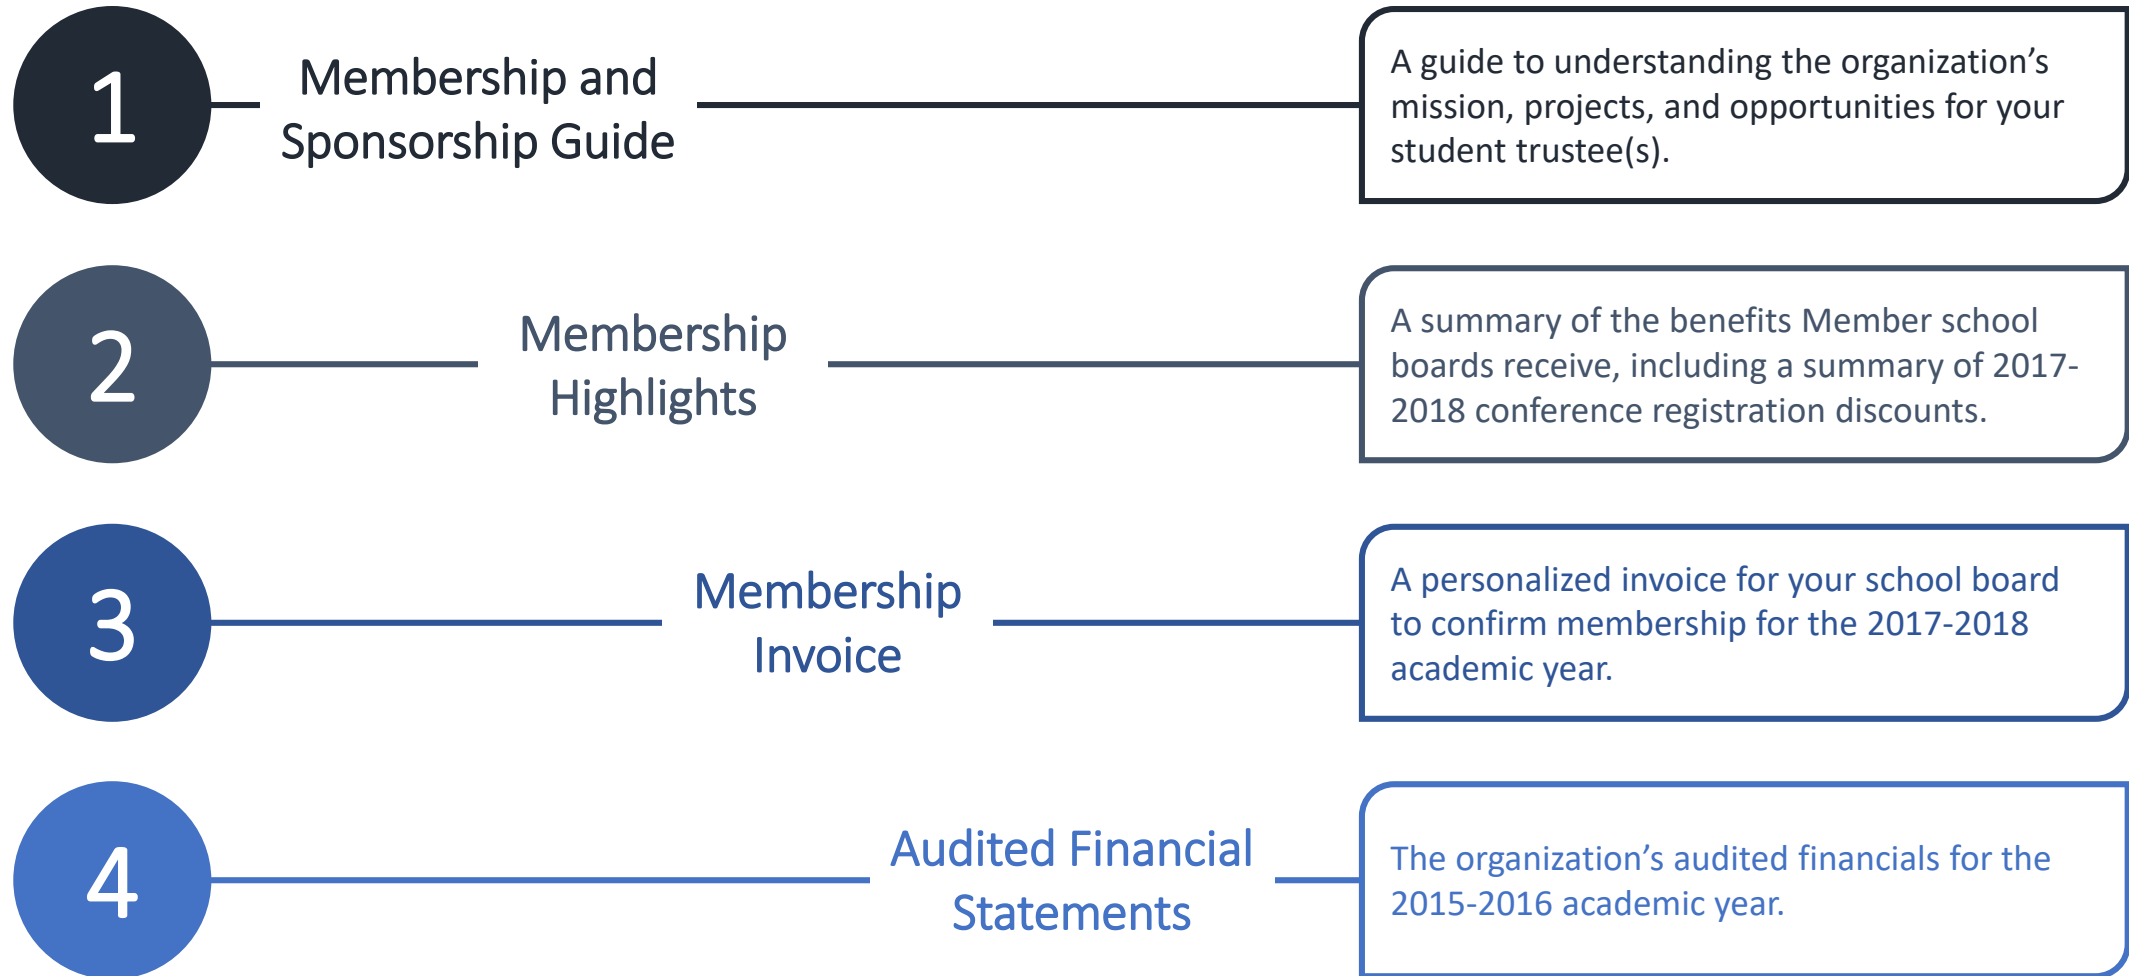 1
Membership and
Sponsorship Guide
A guide to understanding the organization’s
mission, projects, and opportunities for your
student trustee(s).
2
Membership
Highlights
A summary of the benefits Member school
boards receive, including a summary of 2017-
2018 conference registration discounts.
3
Membership
Invoice
A personalized invoice for your school board
to confirm membership for the 2017-2018
academic year.
4
Audited Financial
Statements
The organization’s audited financials for the
2015-2016 academic year.